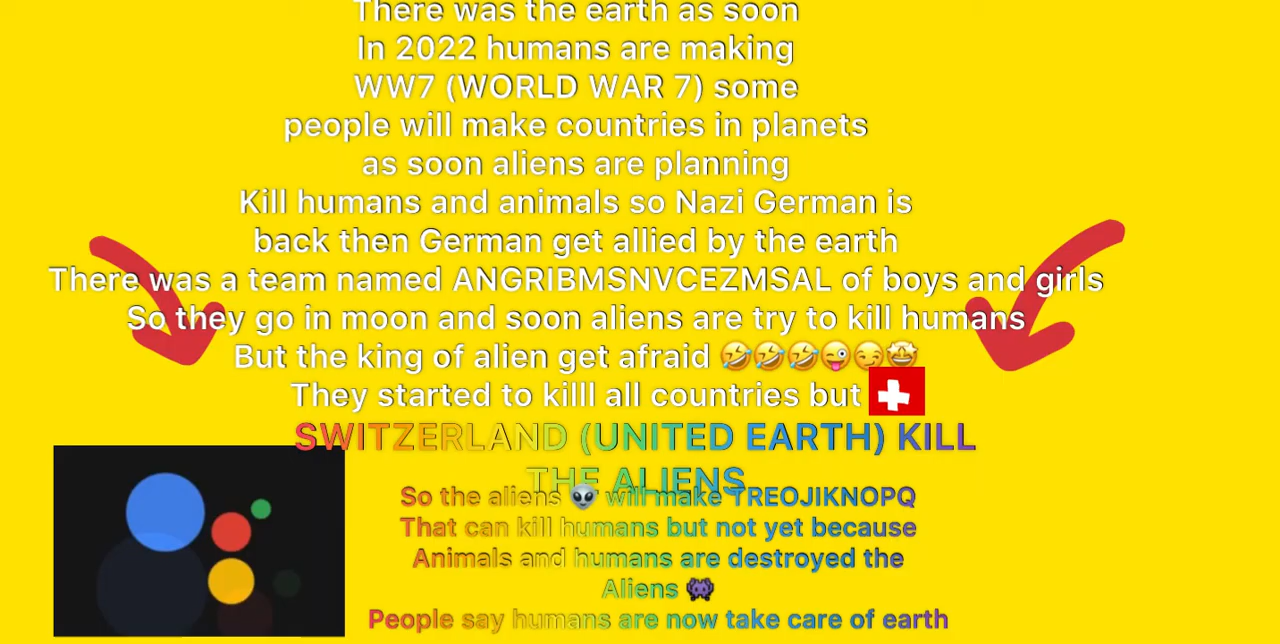 There was the earth as soon
In 2022 humans are making
WW7 (WORLD WAR 7) some
people will make countries in planets
as soon aliens are planning
Kill humans and animals so Nazi German is
back then German get allied by the earth
There was a team named ANGRIBMSNVCEZMSAL of boys and girls
So they go in moon and soon aliens are try to kill humans
But the king of alien get afraid 🤣🤣🤣😜😏🤩
They started to killl all countries but 🇨🇭
SWITZERLAND (UNITED EARTH) KILL
THE ALIENS
So the aliens 👽 will make TREOJIKNOPQ
That can kill humans but not yet because
Animals and humans are destroyed the
Aliens 👾
People say humans are now take care of earth